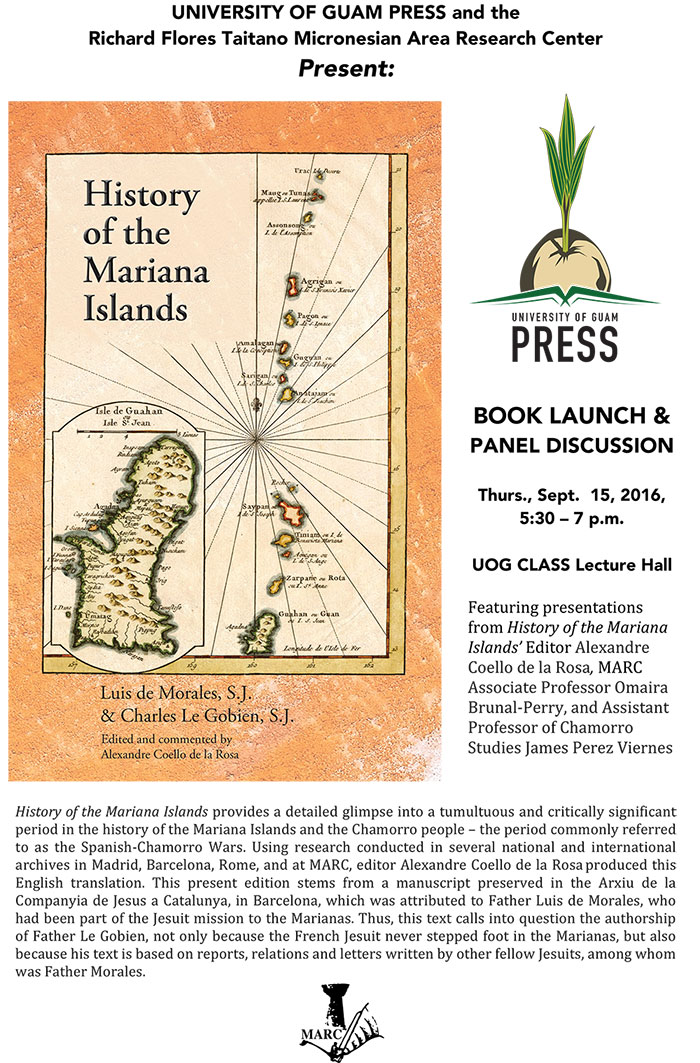 UNIVERSITY OF GUAM PRESS and the
Richard Flores Taitano Micronesian Area Research Center
Present:
History
of the
Mariana
Islands
Urac
Maug ou Tunas
appellée I. S. Laurent
Assonsong ou
I. de l'Assomption
Agrigan ou
I. de S. François Xavier
Pagon ou
I. de S. Ignace
Amalagan
I. de la Conception
Guguan ou
I. de S. Philippe
Sarigan ou
I. de S. Charles
Anatajan ou
I. de S. Joachim
Isle de Guahan
ou
Isle St. Jean
Agadña
Umatag
Rocher
Saypan ou
I. de S. Joseph
Tiniam ou I. de
Buenavista Mariana
Aguigan ou
I. de S. Ange
Zarpane ou Rota
ou I. Ste. Anne
Guahan ou Guan
ou I. S. Jean
Agadña
Longitude de l'Isle de Fer
Luis de Morales, S.J.
& Charles Le Gobien, S.J.
Edited and commented by
Alexandre Coello de la Rosa
UNIVERSITY OF GUAM
PRESS
BOOK LAUNCH &
PANEL DISCUSSION
Thurs., Sept. 15, 2016,
5:30 – 7 p.m.
UOG CLASS Lecture Hall
Featuring presentations
from History of the Mariana
Islands’ Editor Alexandre
Coello de la Rosa, MARC
Associate Professor Omaira
Brunal-Perry, and Assistant
Professor of Chamorro
Studies James Perez Viernes
History of the Mariana Islands provides a detailed glimpse into a tumultuous and critically significant
period in the history of the Mariana Islands and the Chamorro people – the period commonly referred
to as the Spanish-Chamorro Wars. Using research conducted in several national and international
archives in Madrid, Barcelona, Rome, and at MARC, editor Alexandre Coello de la Rosa produced this
English translation. This present edition stems from a manuscript preserved in the Arxiu de la
Companyia de Jesus a Catalunya, in Barcelona, which was attributed to Father Luis de Morales, who
had been part of the Jesuit mission to the Marianas. Thus, this text calls into question the authorship
of Father Le Gobien, not only because the French Jesuit never stepped foot in the Marianas, but also
because his text is based on reports, relations and letters written by other fellow Jesuits, among whom
was Father Morales.
MARC